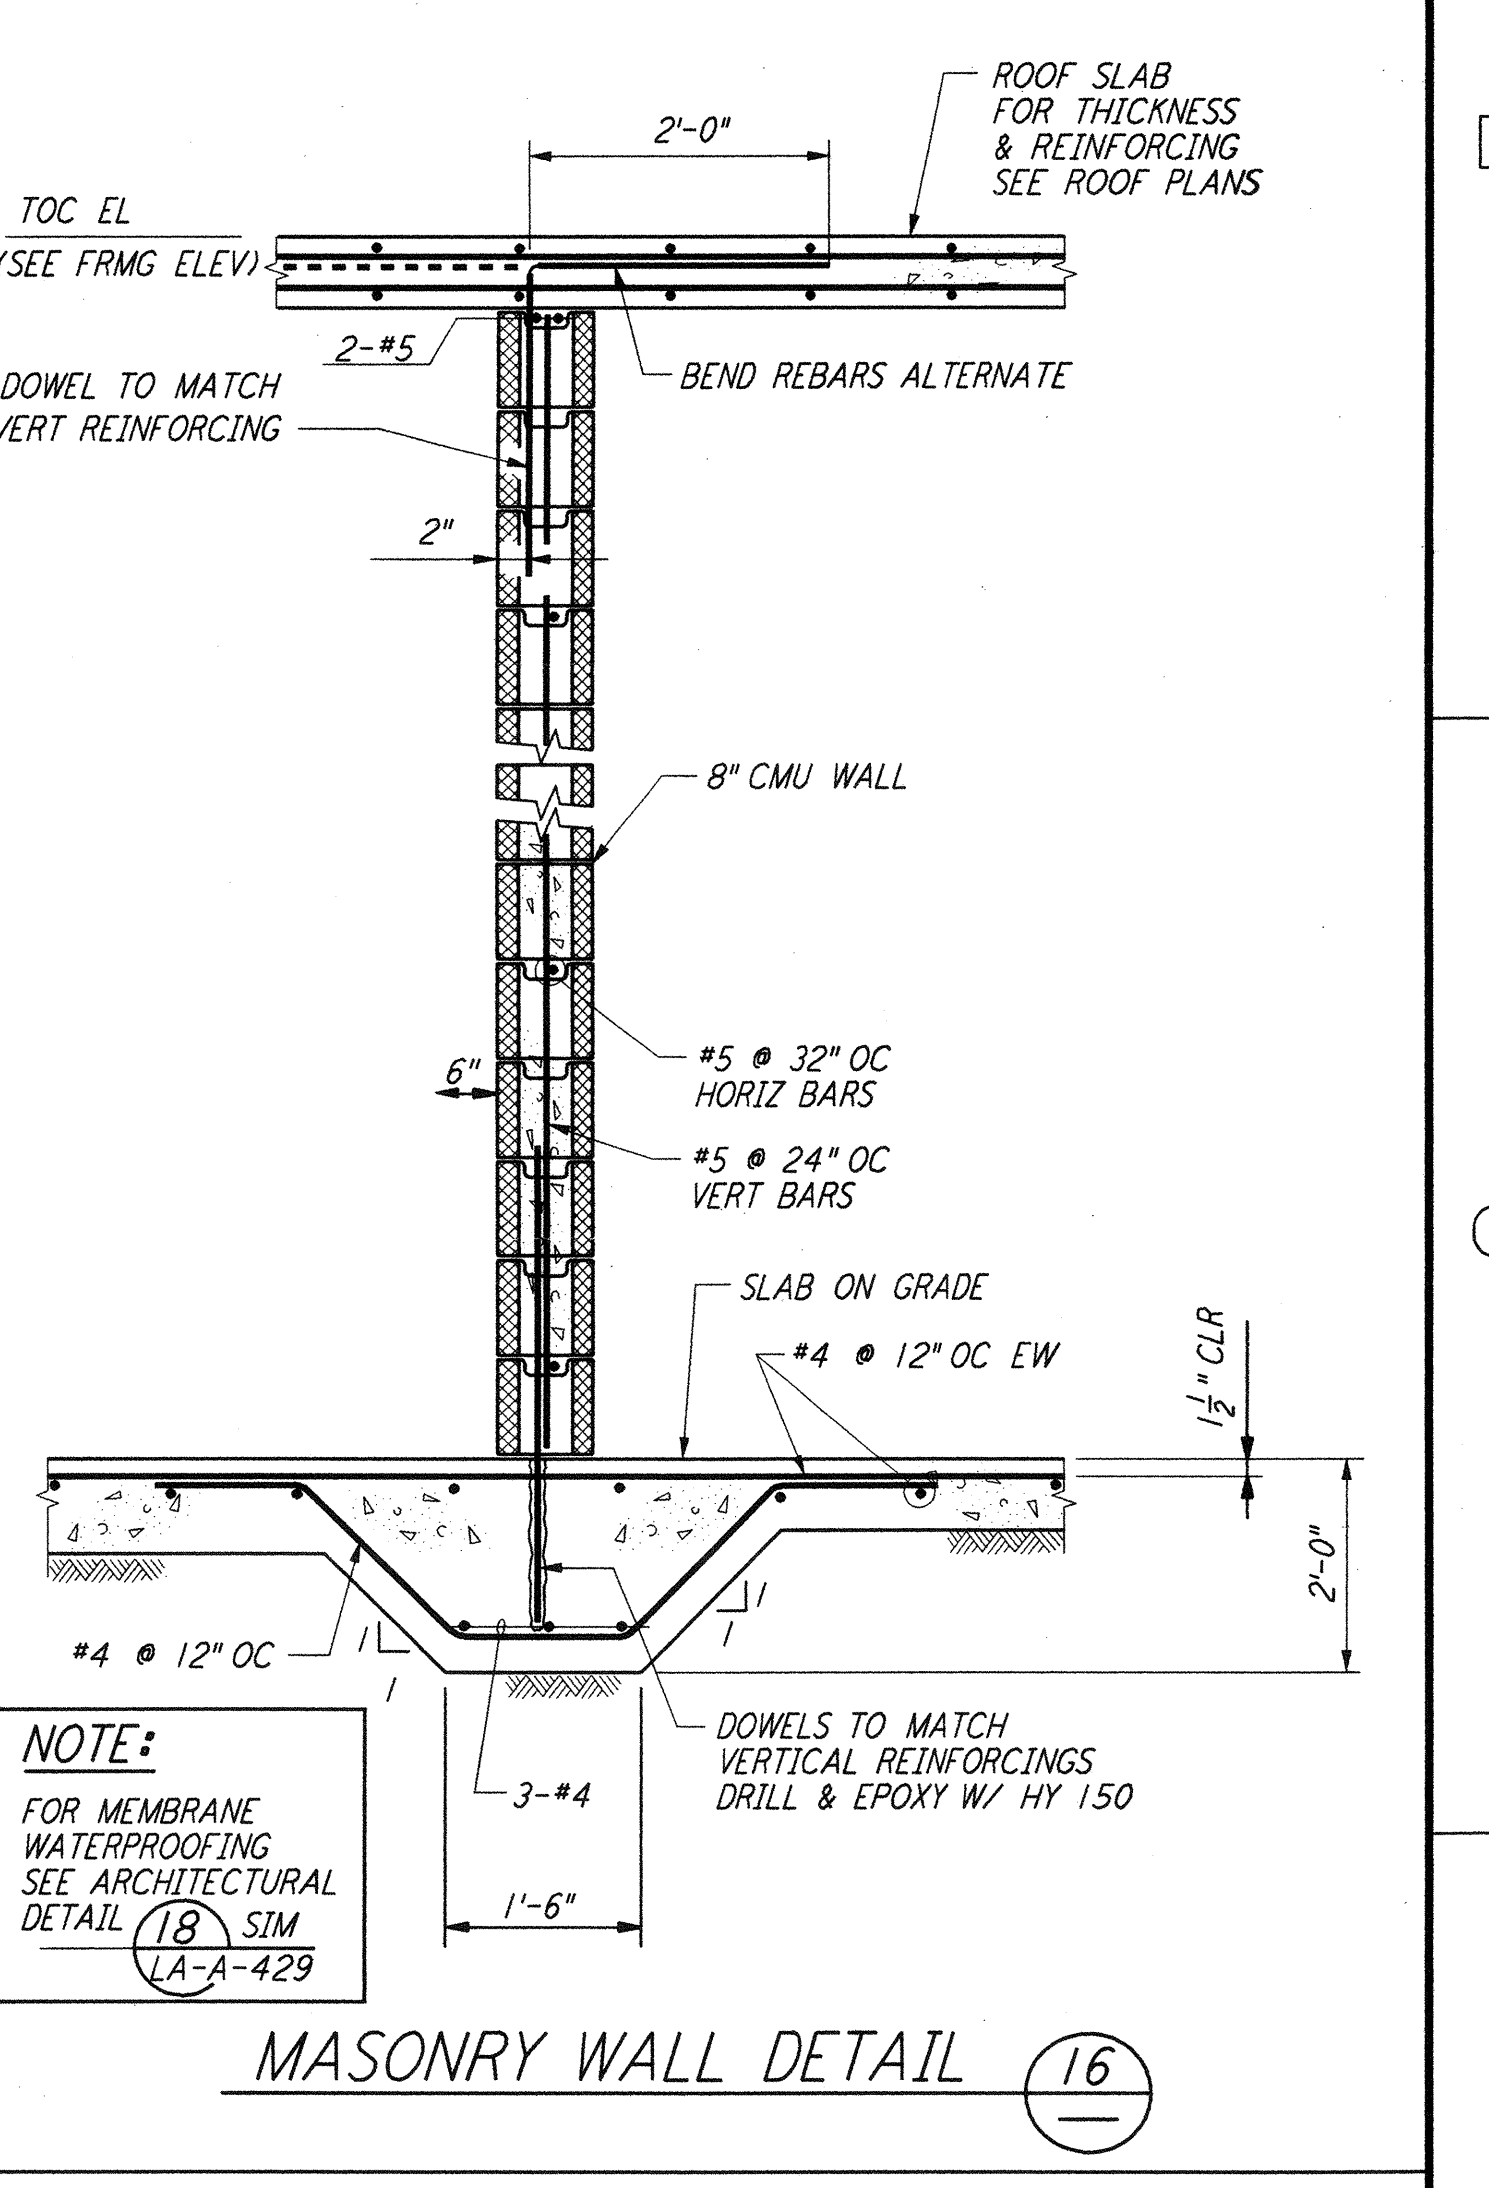 ROOF SLAB
FOR THICKNESS
& REINFORCING
SEE ROOF PLANS
2'-0"
TOC EL
(SEE FRMG ELEV)
2-#5
BEND REBARS ALTERNATE
DOWEL TO MATCH
VERT REINFORCING
2"
8" CMU WALL
#5 @ 32" OC
HORIZ BARS
6"
#5 @ 24" OC
VERT BARS
SLAB ON GRADE
#4 @ 12" OC EW
1 1/2" CLR
2'-0"
#4 @ 12" OC
1
1
1
1
DOWELS TO MATCH
VERTICAL REINFORCINGS
DRILL & EPOXY W/ HY 150
3-#4
1'-6"
NOTE:
FOR MEMBRANE
WATERPROOFING
SEE ARCHITECTURAL
DETAIL 18 SIM
LA-A-429
MASONRY WALL DETAIL 16